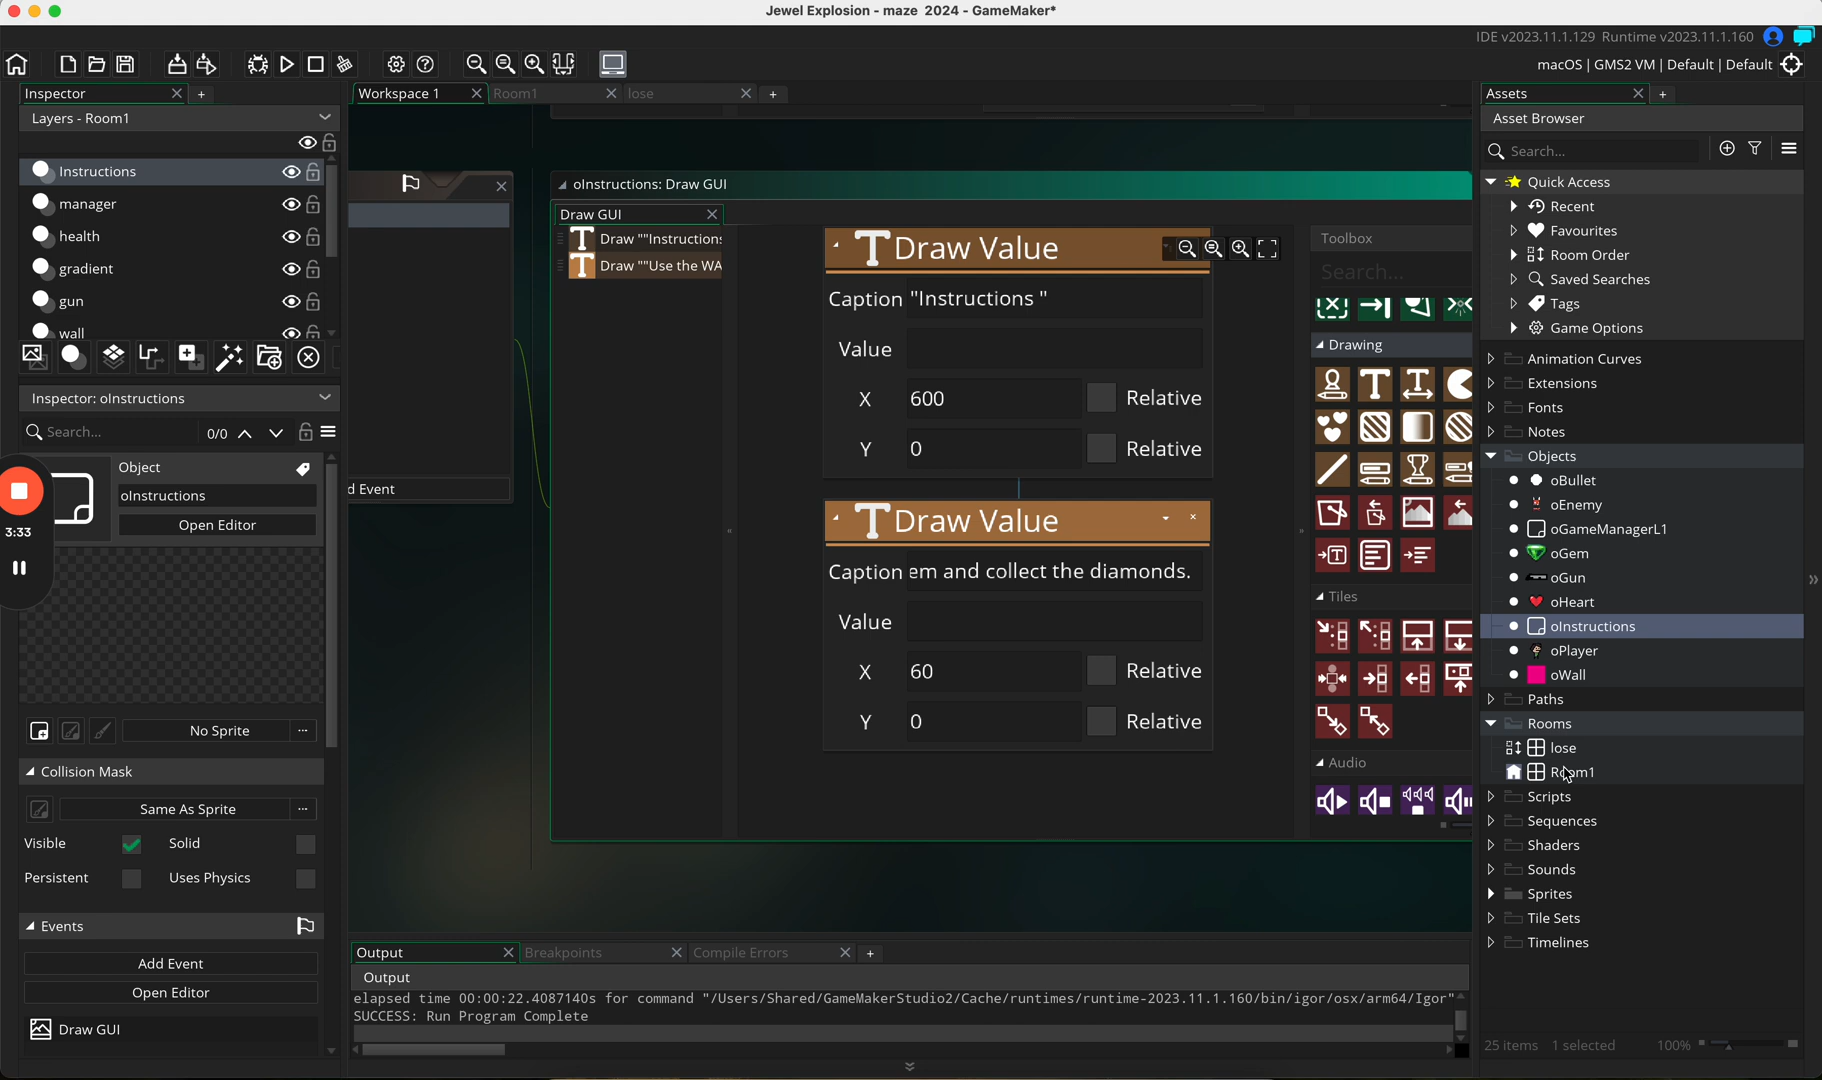 Jewel Explosion - maze 2024 - GameMaker*
IDE v2023.11.1.129 Runtime v2023.11.1.160
macOS | GMS2 VM | Default | Default
Inspector
Layers - Room1
Instructions
manager
health
gradient
gun
wall
Inspector: oInstructions
Search...
0/0
Object
oInstructions
Open Editor
3:33
No Sprite
...
Collision Mask
Same As Sprite
...
Visible
Solid
Persistent
Uses Physics
Events
Add Event
Open Editor
Draw GUI
Workspace 1
Room1
lose
d Event
oInstructions: Draw GUI
Draw GUI
Draw ""Instructions
Draw ""Use the WA
Draw Value
Caption "Instructions "
Value
X 600 Relative
Y 0 Relative
Draw Value
Caption em and collect the diamonds.
Value
X 60 Relative
Y 0 Relative
Toolbox
Search...
Drawing
Tiles
Audio
Output
Breakpoints
Compile Errors
Output
elapsed time 00:00:22.4087140s for command "/Users/Shared/GameMakerStudio2/Cache/runtimes/runtime-2023.11.1.160/bin/igor/osx/arm64/Igor"
SUCCESS: Run Program Complete
Assets
Asset Browser
Search...
Quick Access
Recent
Favourites
Room Order
Saved Searches
Tags
Game Options
Animation Curves
Extensions
Fonts
Notes
Objects
oBullet
oEnemy
oGameManagerL1
oGem
oGun
oHeart
oInstructions
oPlayer
oWall
Paths
Rooms
lose
Room1
Scripts
Sequences
Shaders
Sounds
Sprites
Tile Sets
Timelines
25 items 1 selected 100%